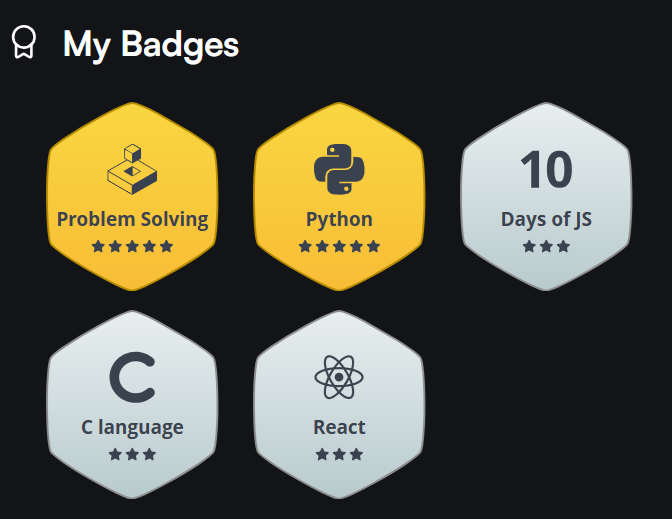 My Badges
Problem Solving
Python
10
Days of JS
C language
React